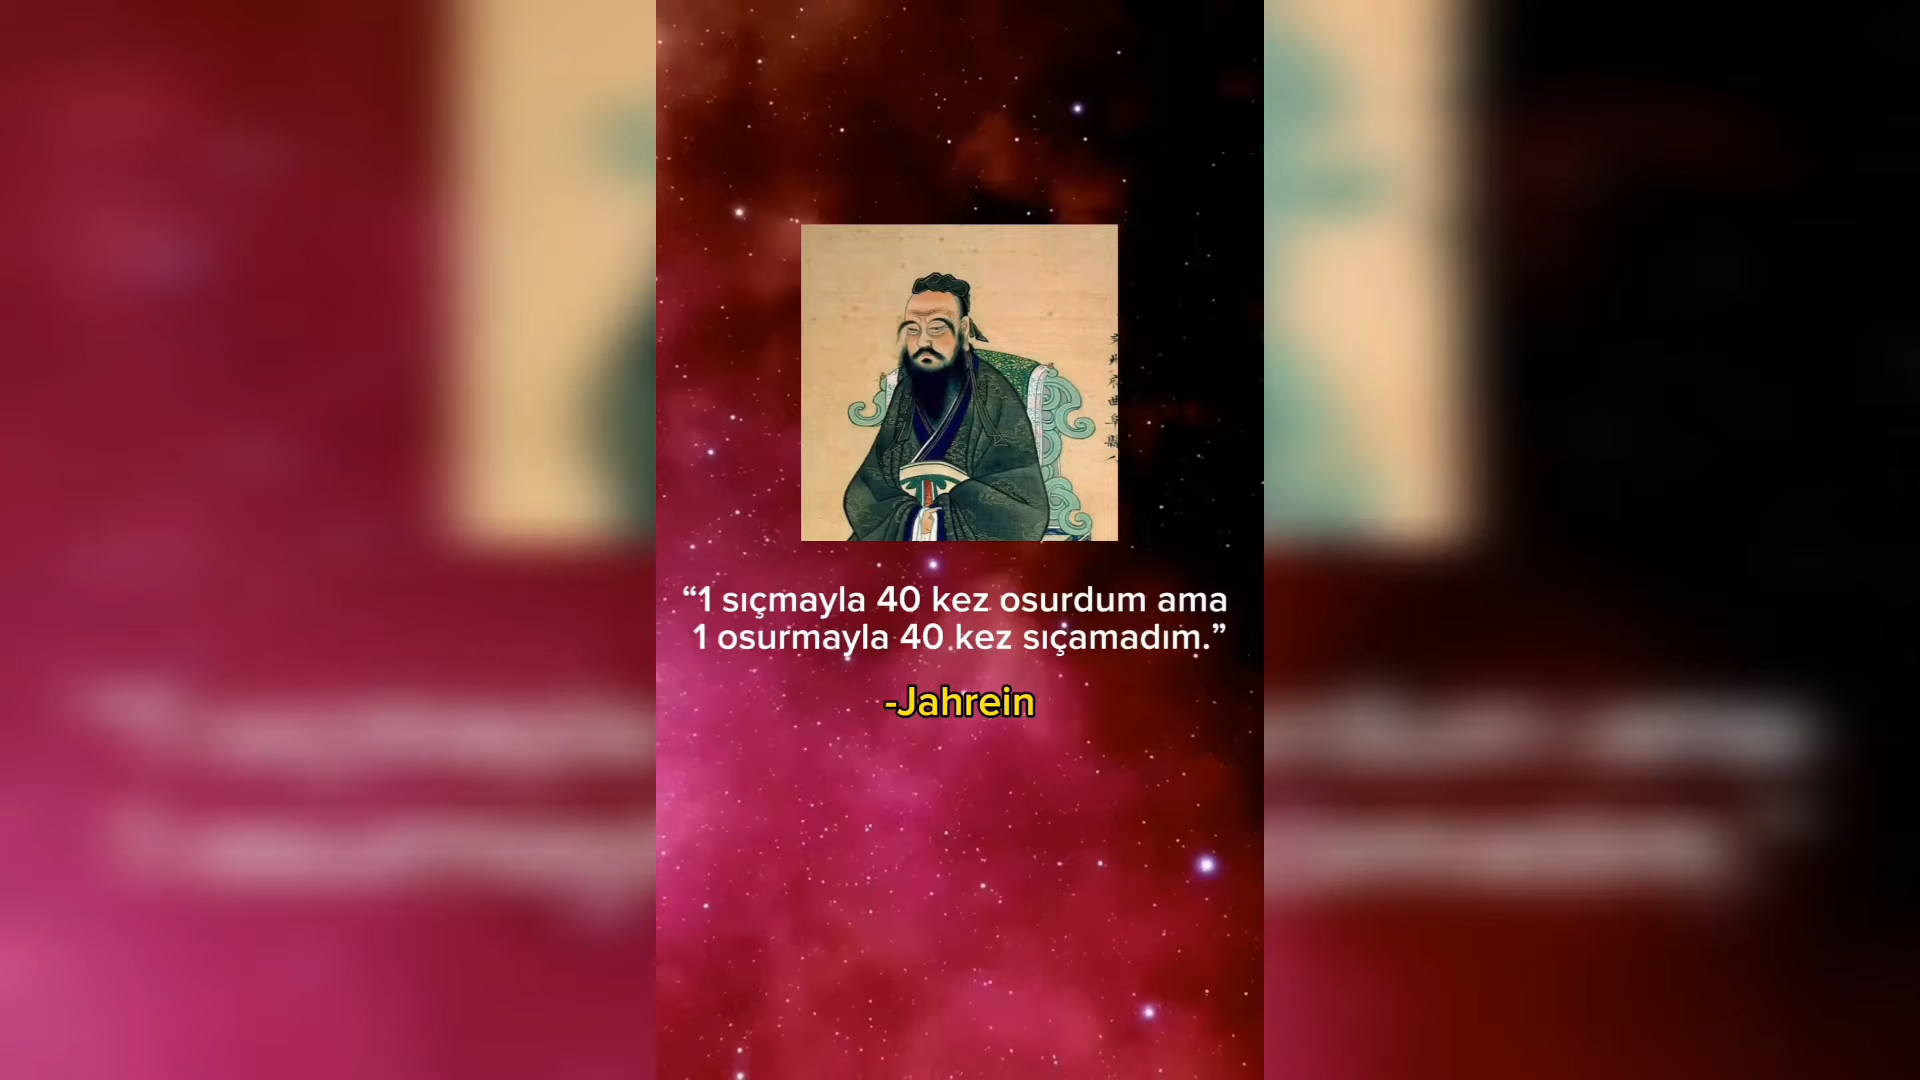 “1 sıçmayla 40 kez osurdum ama
1 osurmayla 40 kez sıçamadım.”
-Jahrein